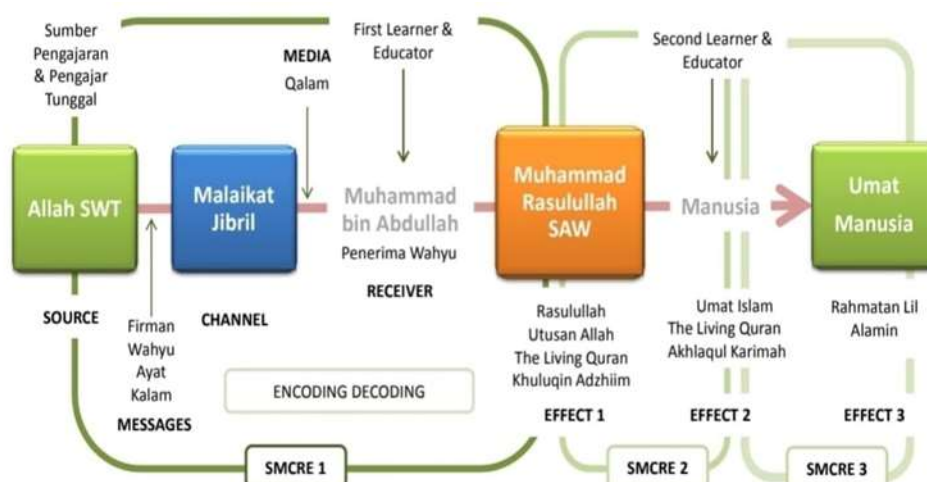 Sumber
Pengajaran
& Pengajar
Tunggal
MEDIA
Qalam
First Learner &
Educator
Second Learner &
Educator
Allah SWT
Malaikat
Jibril
Muhammad
bin Abdullah
Penerima Wahyu
RECEIVER
Muhammad
Rasulullah
SAW
Manusia
Umat
Manusia
SOURCE
Firman
Wahyu
Ayat
Kalam
MESSAGES
CHANNEL
Rasulullah
Utusan Allah
The Living Quran
Khuluqin Adzhiim
EFFECT 1
Umat Islam
The Living Quran
Akhlaqul Karimah
EFFECT 2
Rahmatan Lil
Alamin
EFFECT 3
ENCODING DECODING
SMCRE 1
SMCRE 2
SMCRE 3